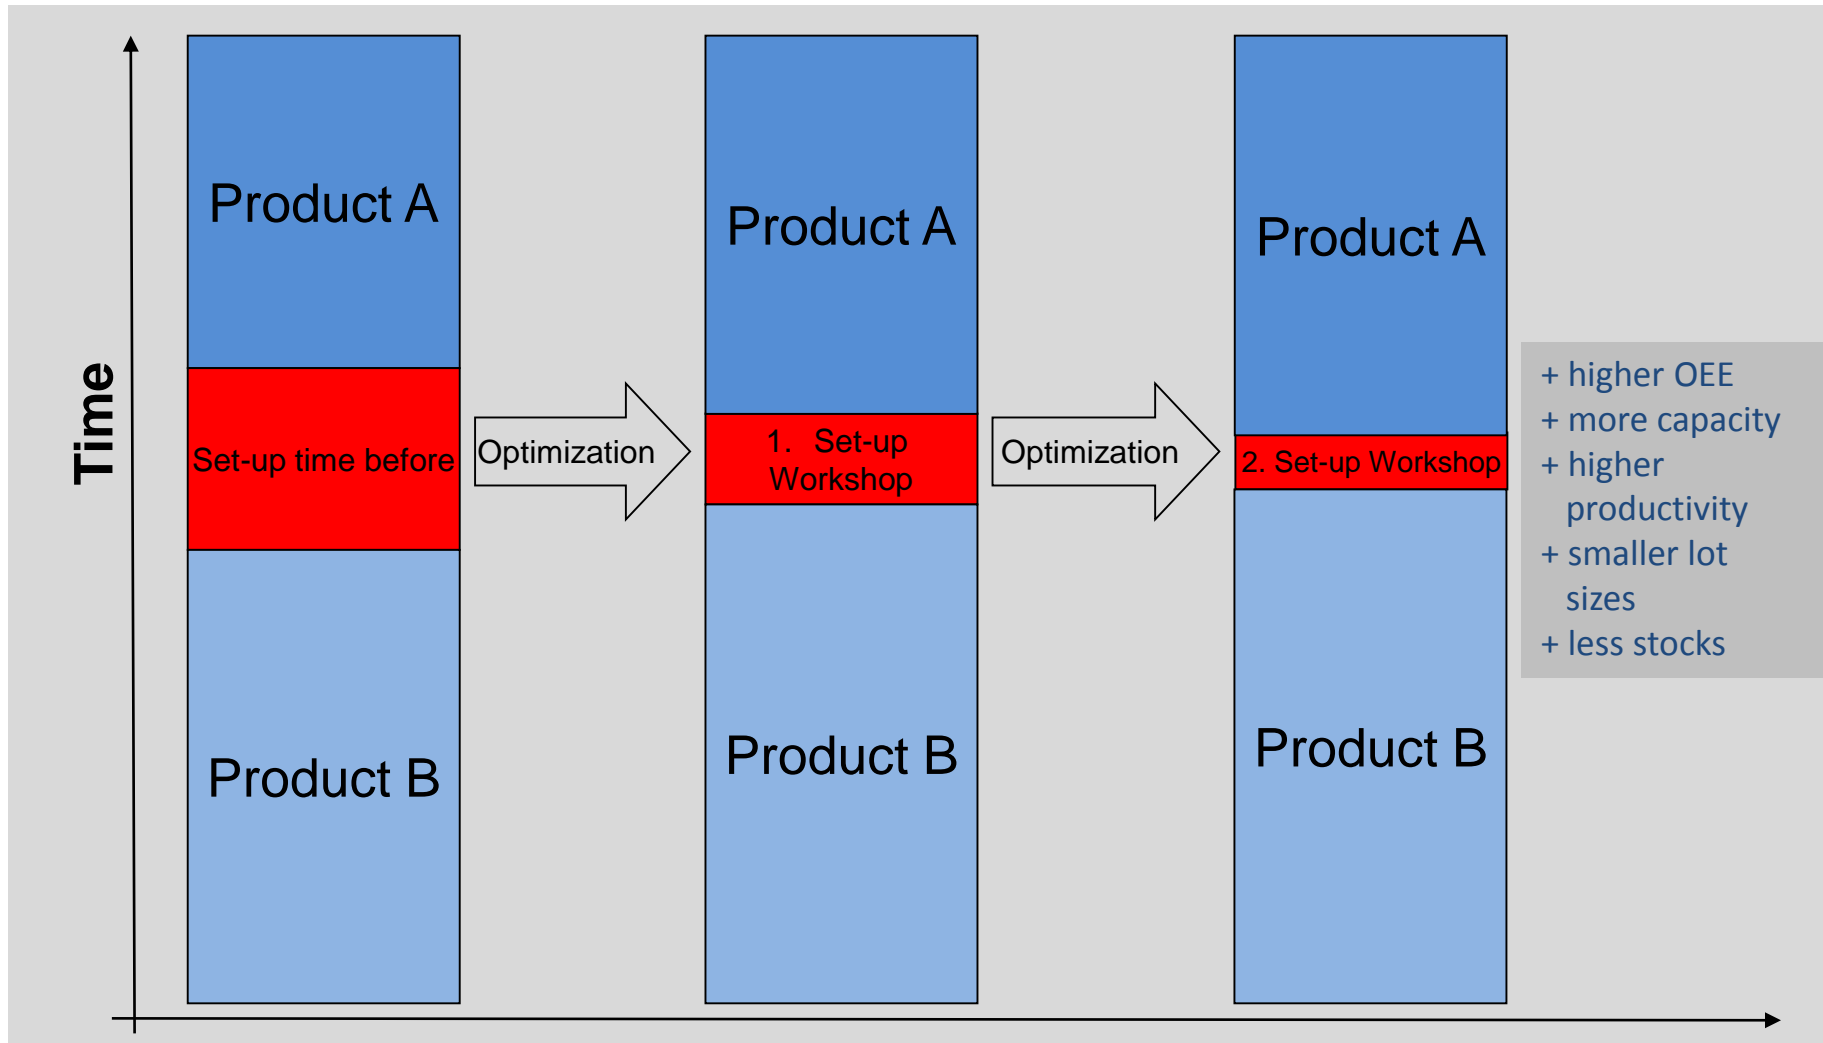 Time
Product A
Set-up time before
Product B
Optimization
Product A
1. Set-up
Workshop
Product B
Optimization
Product A
2. Set-up Workshop
Product B
+ higher OEE
+ more capacity
+ higher
productivity
+ smaller lot
sizes
+ less stocks